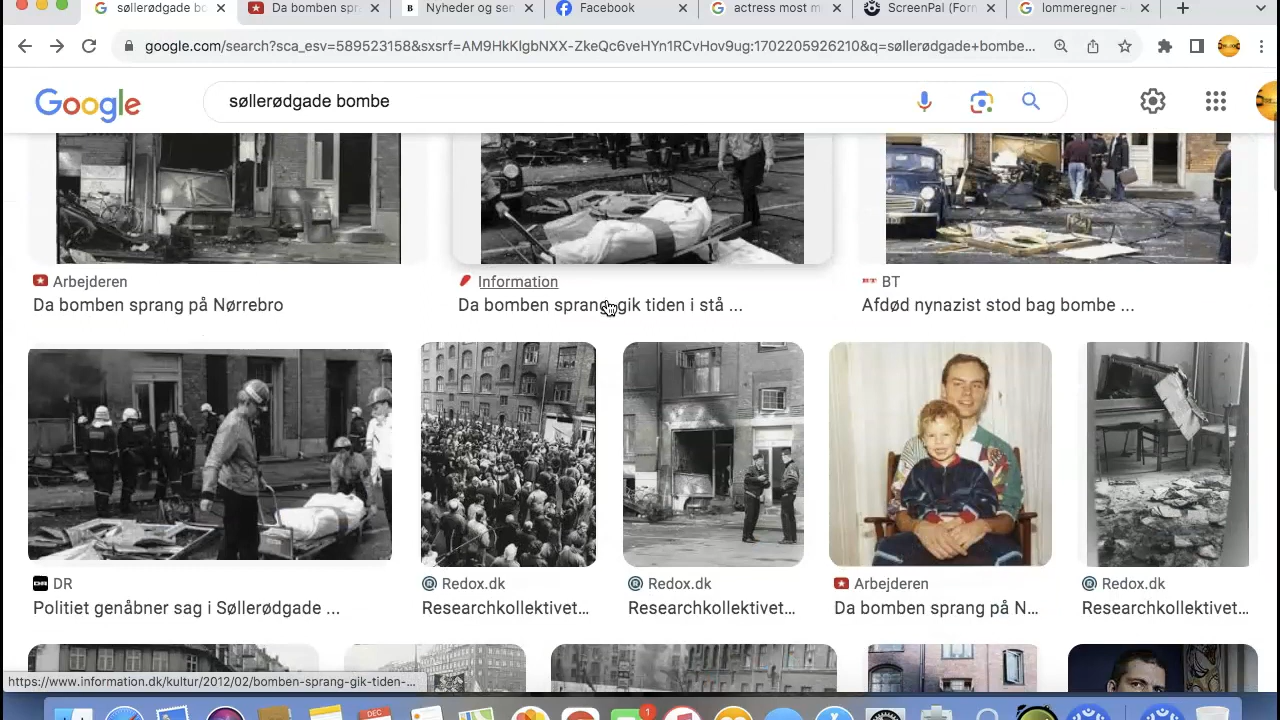 søllerødgade bo
Da bomben spr
Nyheder og ser
Facebook
actress most m
ScreenPal (Forn
lommeregner -
google.com/search?sca_esv=589523158&sxsrf=AM9HkKlgbNXX-ZkeQc6veHYn1RCvHov9ug:1702205926210&q=søllerødgade+bombe...
Google
søllerødgade bombe
Arbejderen
Information
BT
BT
Da bomben sprang på Nørrebro
Da bomben sprang gik tiden i stå ...
Afdød nynazist stod bag bombe ...
DR
Redox.dk
Redox.dk
Arbejderen
Redox.dk
Politiet genåbner sag i Søllerødgade ...
Researchkollektivet...
Researchkollektivet...
Da bomben sprang på N...
Researchkollektivet...
https://www.information.dk/kultur/2012/02/bomben-sprang-gik-tiden-...
DEC
1